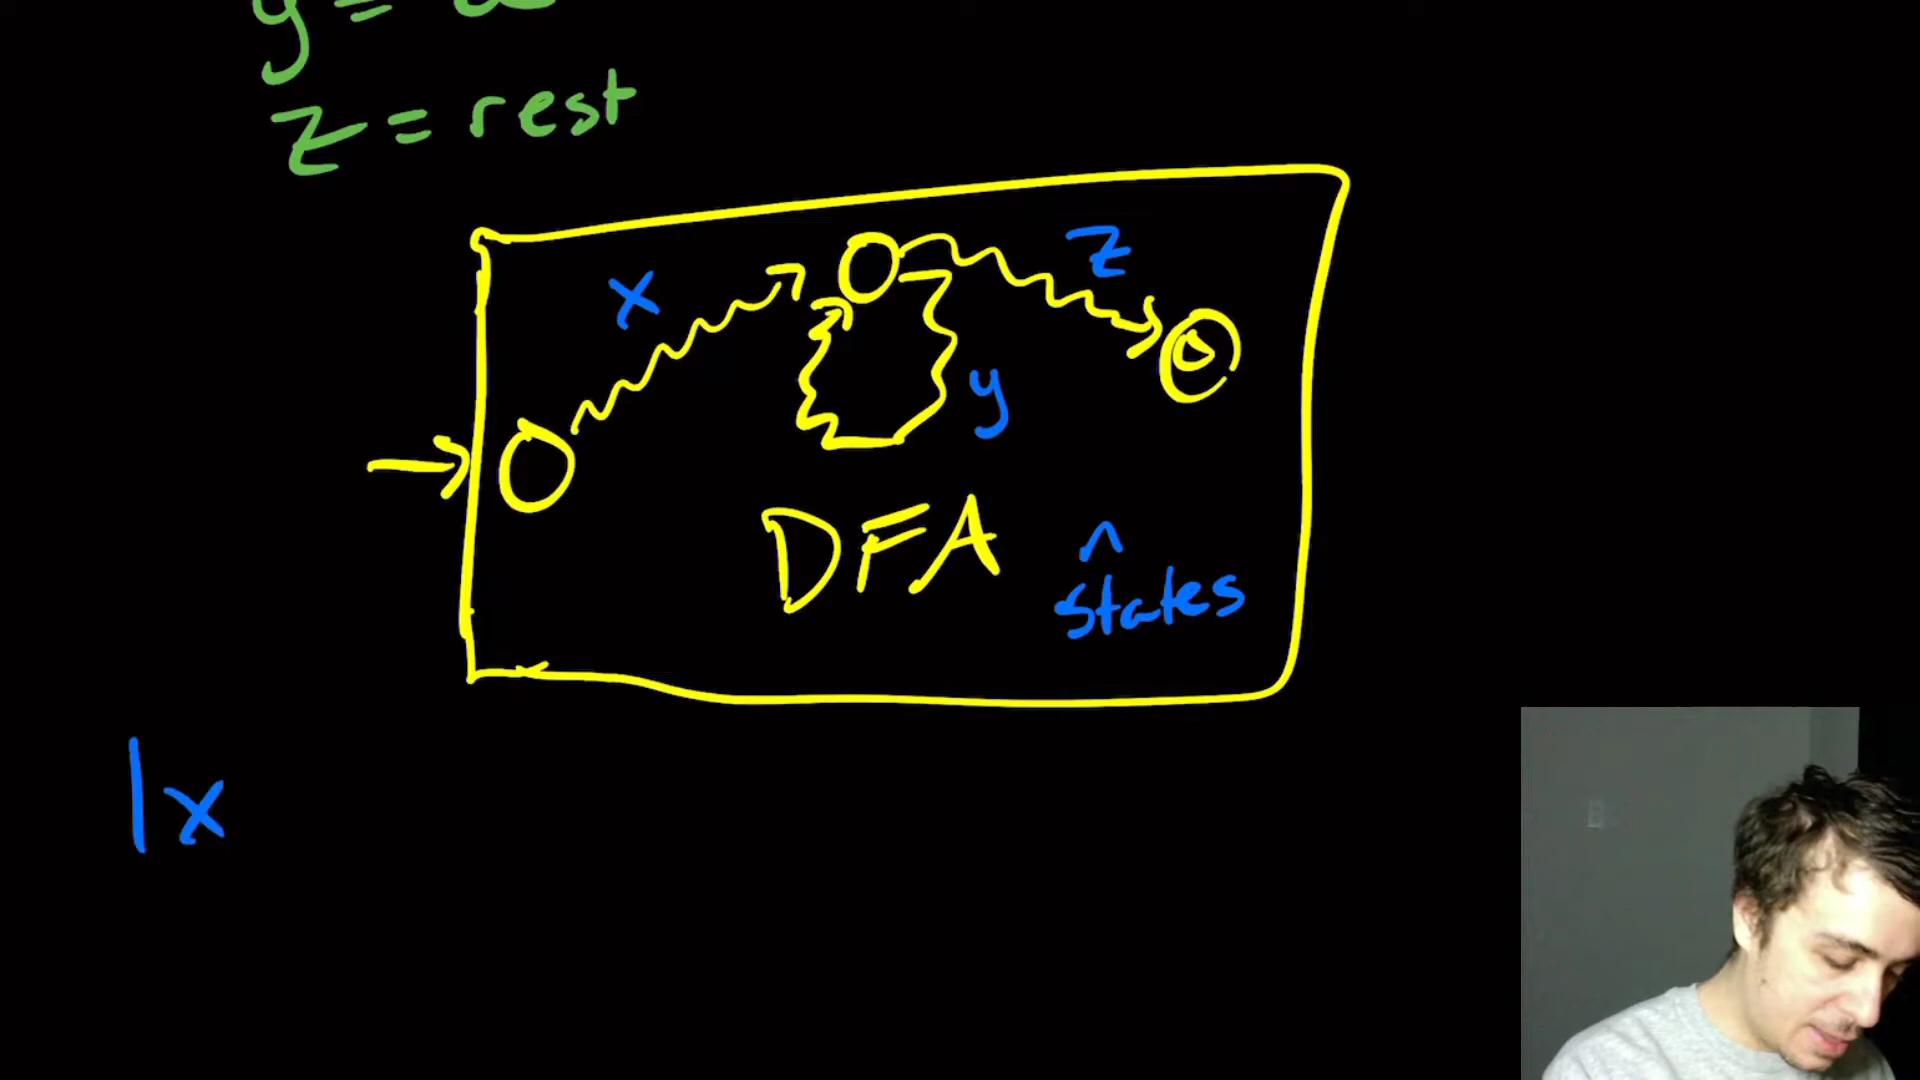 y =
z = rest
x
z
y
DFA
n
states
|x